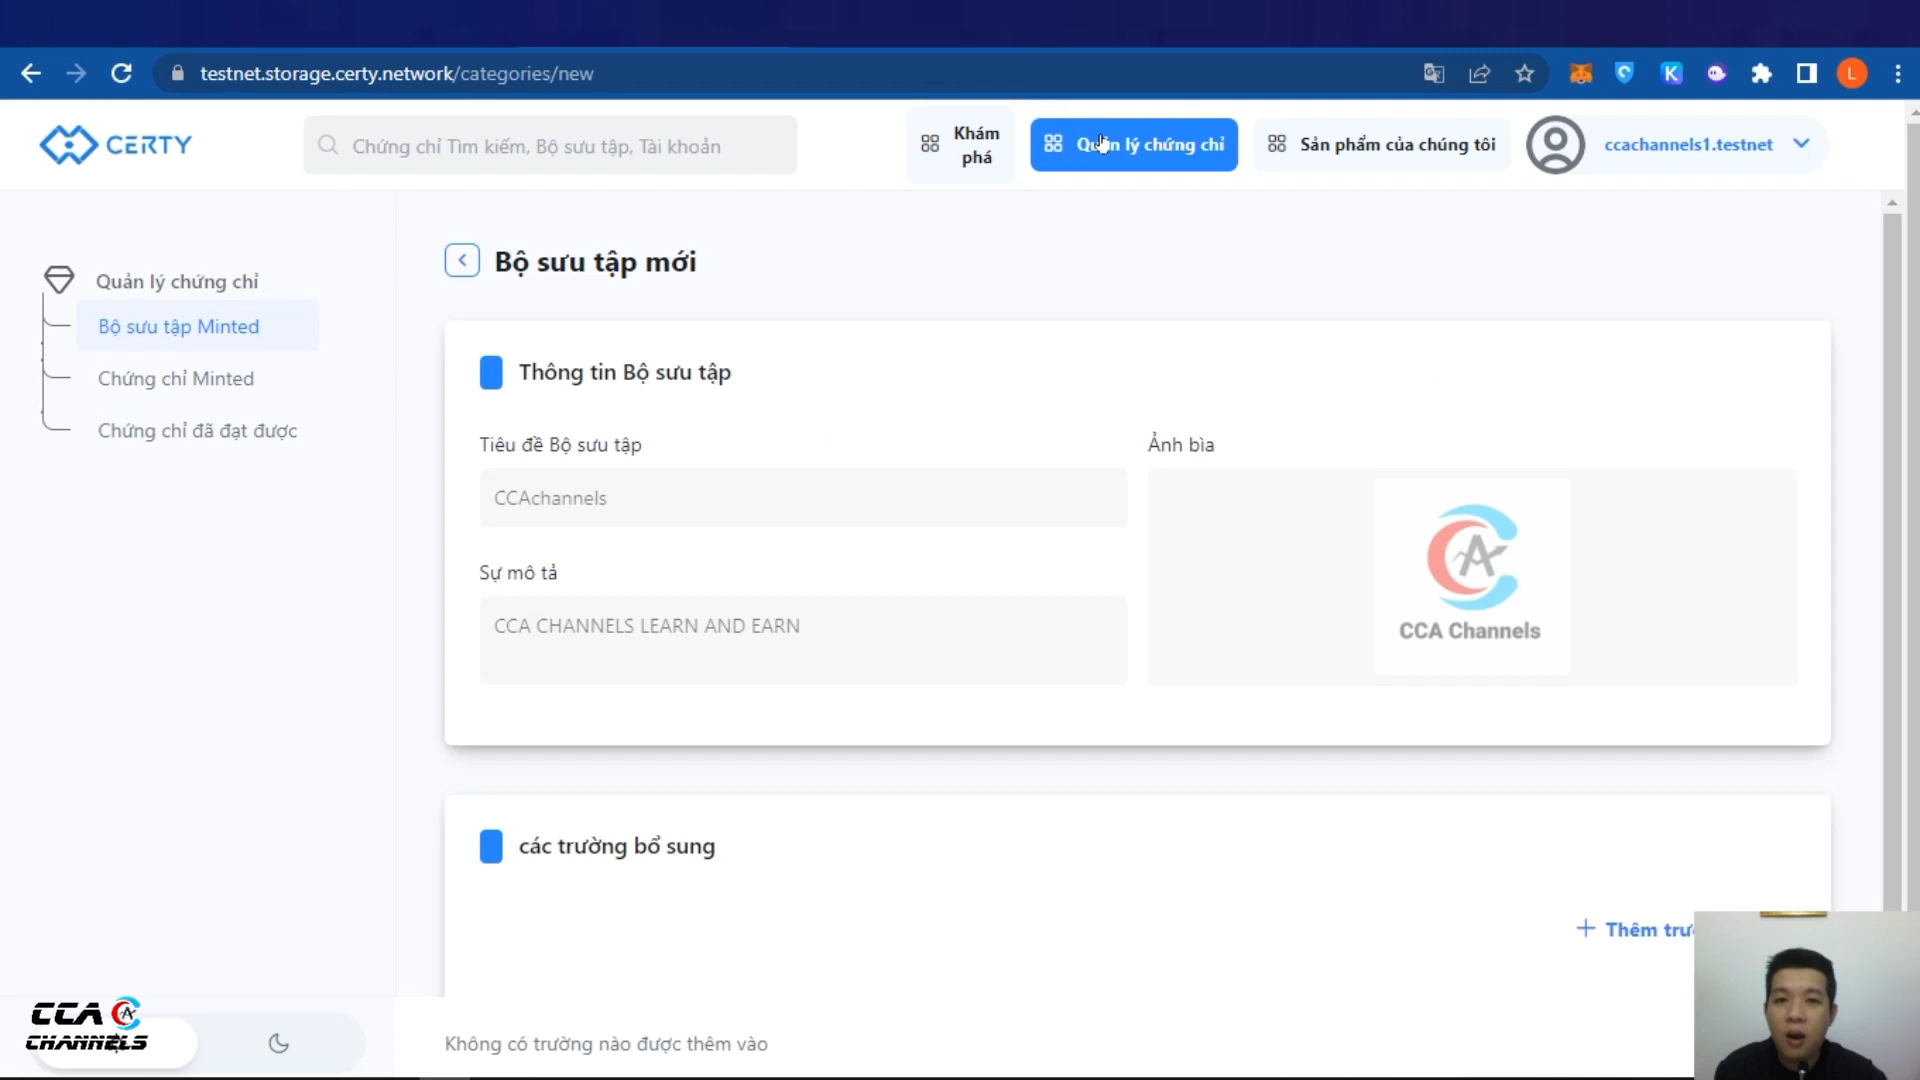 testnet.storage.certy.network/categories/new
K
L
CERTY
Chứng chỉ Tìm kiếm, Bộ sưu tập, Tài khoản
Khám
phá
Quản lý chứng chỉ
Sản phẩm của chúng tôi
ccachannels1.testnet
Quản lý chứng chỉ
Bộ sưu tập Minted
Chứng chỉ Minted
Chứng chỉ đã đạt được
Bộ sưu tập mới
Thông tin Bộ sưu tập
Tiêu đề Bộ sưu tập
CCAchannels
Sự mô tả
CCA CHANNELS LEARN AND EARN
Ảnh bìa
CCA Channels
các trường bổ sung
+ Thêm
Không có trường nào được thêm vào
CCA
CHANNELS